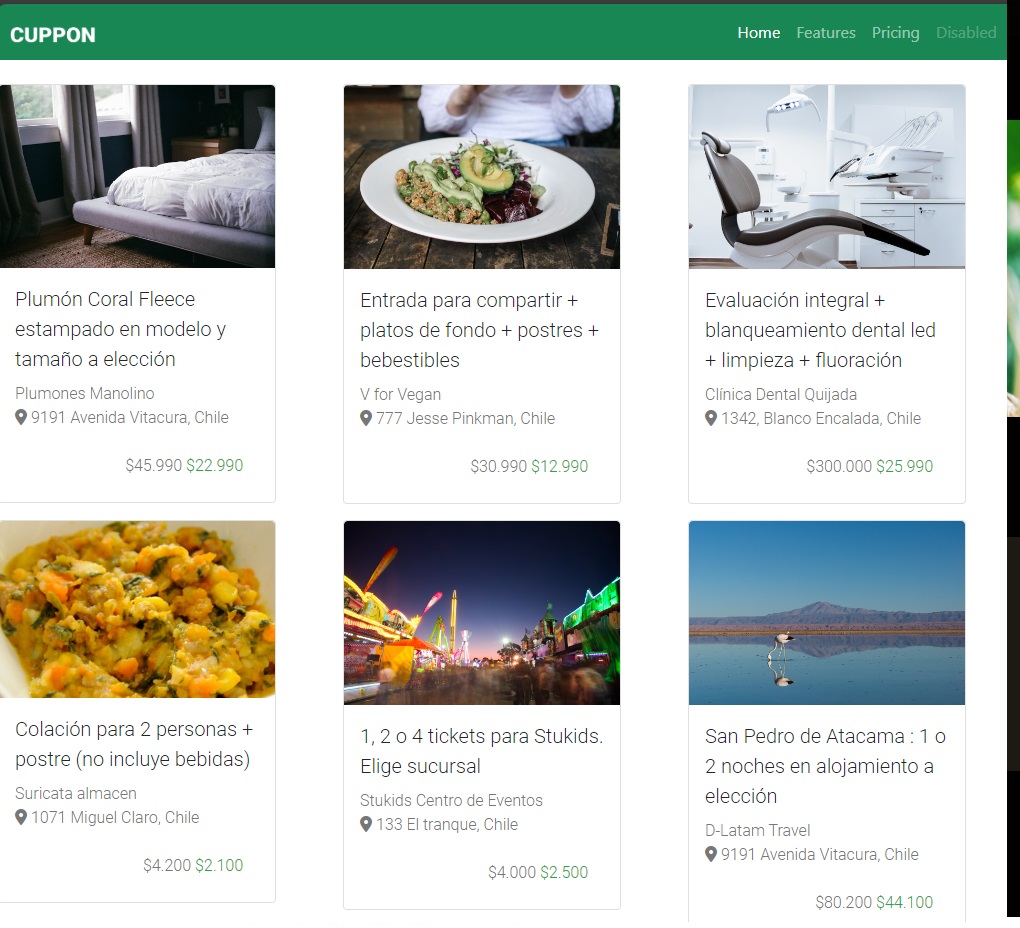 CUPPON
Home Features Pricing Disabled
Plumón Coral Fleece
estampado en modelo y
tamaño a elección
Plumones Manolino
9191 Avenida Vitacura, Chile
$45.990 $22.990
Entrada para compartir +
platos de fondo + postres +
bebestibles
V for Vegan
777 Jesse Pinkman, Chile
$30.990 $12.990
Evaluación integral +
blanqueamiento dental led
+ limpieza + fluoración
Clínica Dental Quijada
1342, Blanco Encalada, Chile
$300.000 $25.990
Colación para 2 personas +
postre (no incluye bebidas)
Suricata almacen
1071 Miguel Claro, Chile
$4.200 $2.100
1, 2 o 4 tickets para Stukids.
Elige sucursal
Stukids Centro de Eventos
133 El tranque, Chile
$4.000 $2.500
San Pedro de Atacama : 1 o
2 noches en alojamiento a
elección
D-Latam Travel
9191 Avenida Vitacura, Chile
$80.200 $44.100